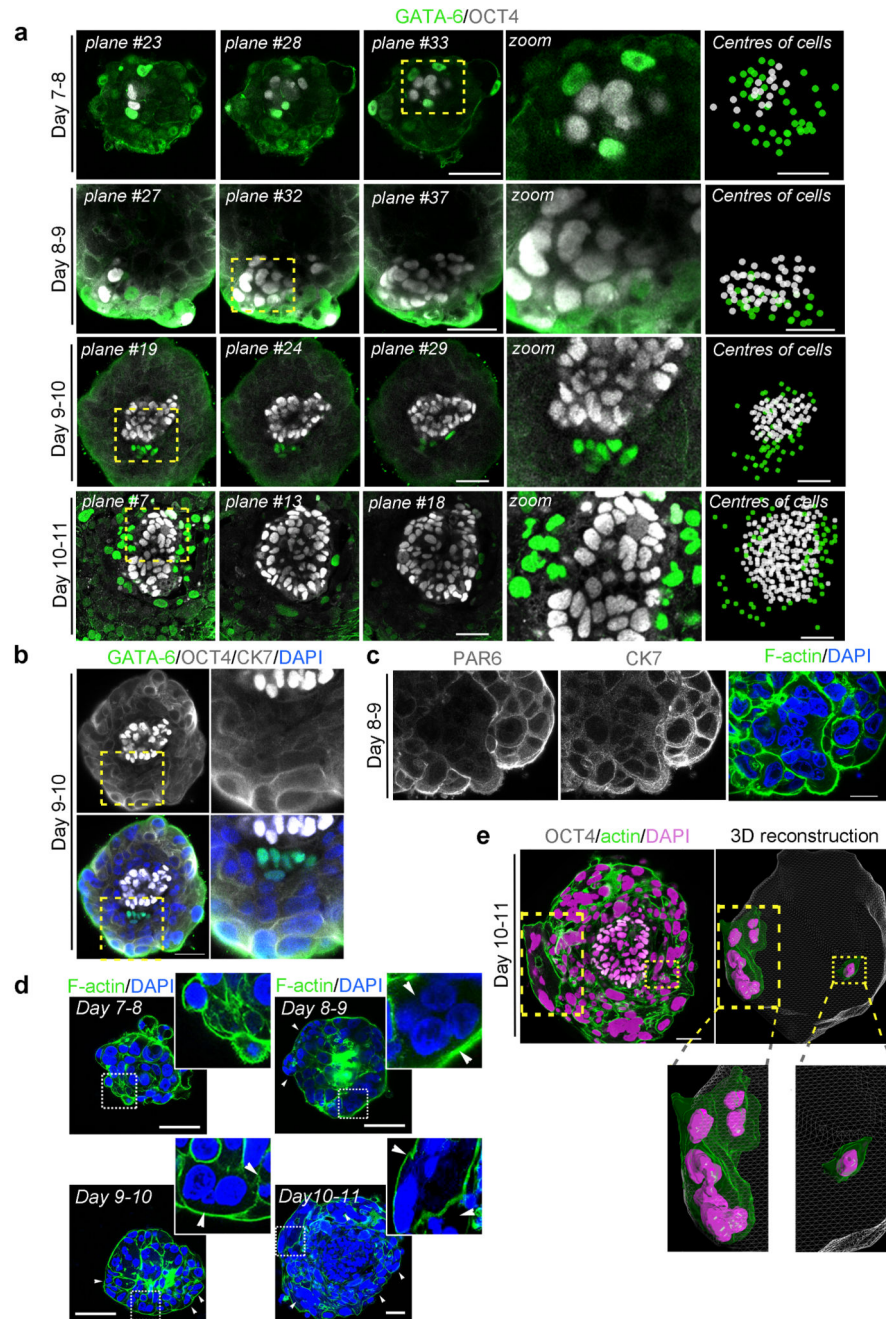 GATA-6/OCT4
a
plane #23
plane #28
plane #33
zoom
Centres of cells
Day 7-8
plane #27
plane #32
plane #37
zoom
Centres of cells
Day 8-9
plane #19
plane #24
plane #29
zoom
Centres of cells
Day 9-10
plane #7
plane #13
plane #18
zoom
Centres of cells
Day 10-11
b
GATA-6/OCT4/CK7/DAPI
Day 9-10
c
PAR6
CK7
F-actin/DAPI
Day 8-9
d
F-actin/DAPI
F-actin/DAPI
Day 7-8
Day 8-9
Day 9-10
Day10-11
e
OCT4/actin/DAPI
3D reconstruction
Day 10-11